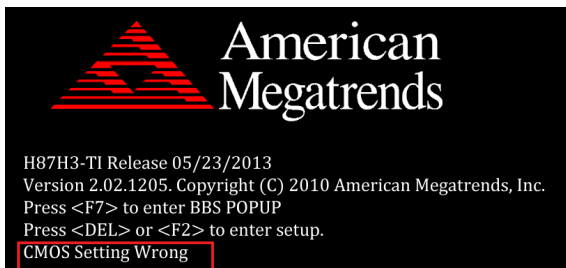 American
Megatrends
H87H3-TI Release 05/23/2013
Version 2.02.1205. Copyright (C) 2010 American Megatrends, Inc.
Press <F7> to enter BBS POPUP
Press <DEL> or <F2> to enter setup.
CMOS Setting Wrong